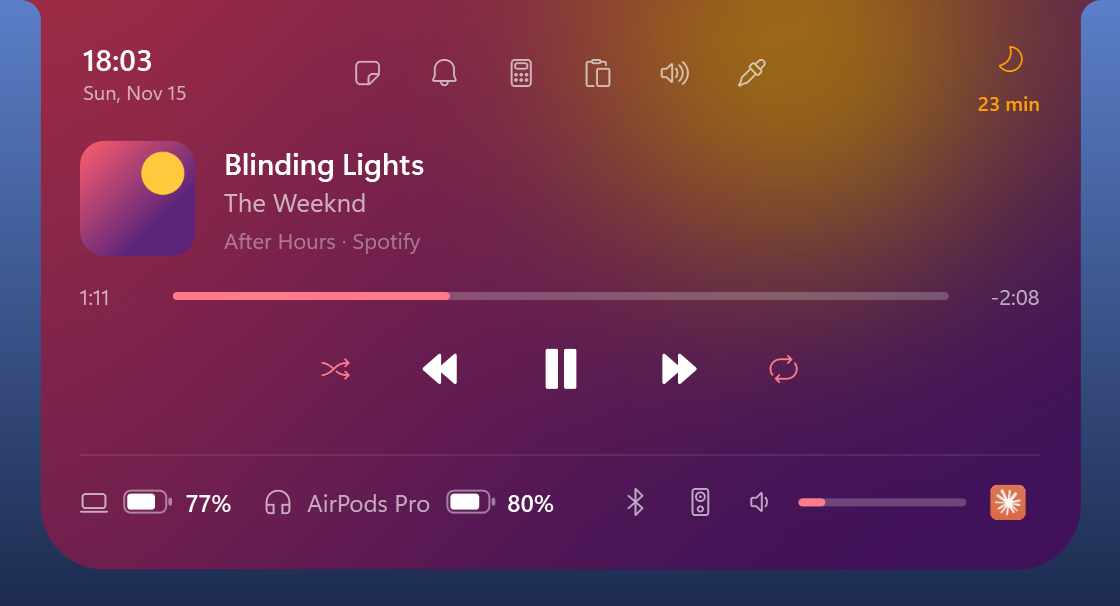 18:03
Sun, Nov 15
23 min
Blinding Lights
The Weeknd
After Hours · Spotify
1:11
-2:08
77%
AirPods Pro
80%